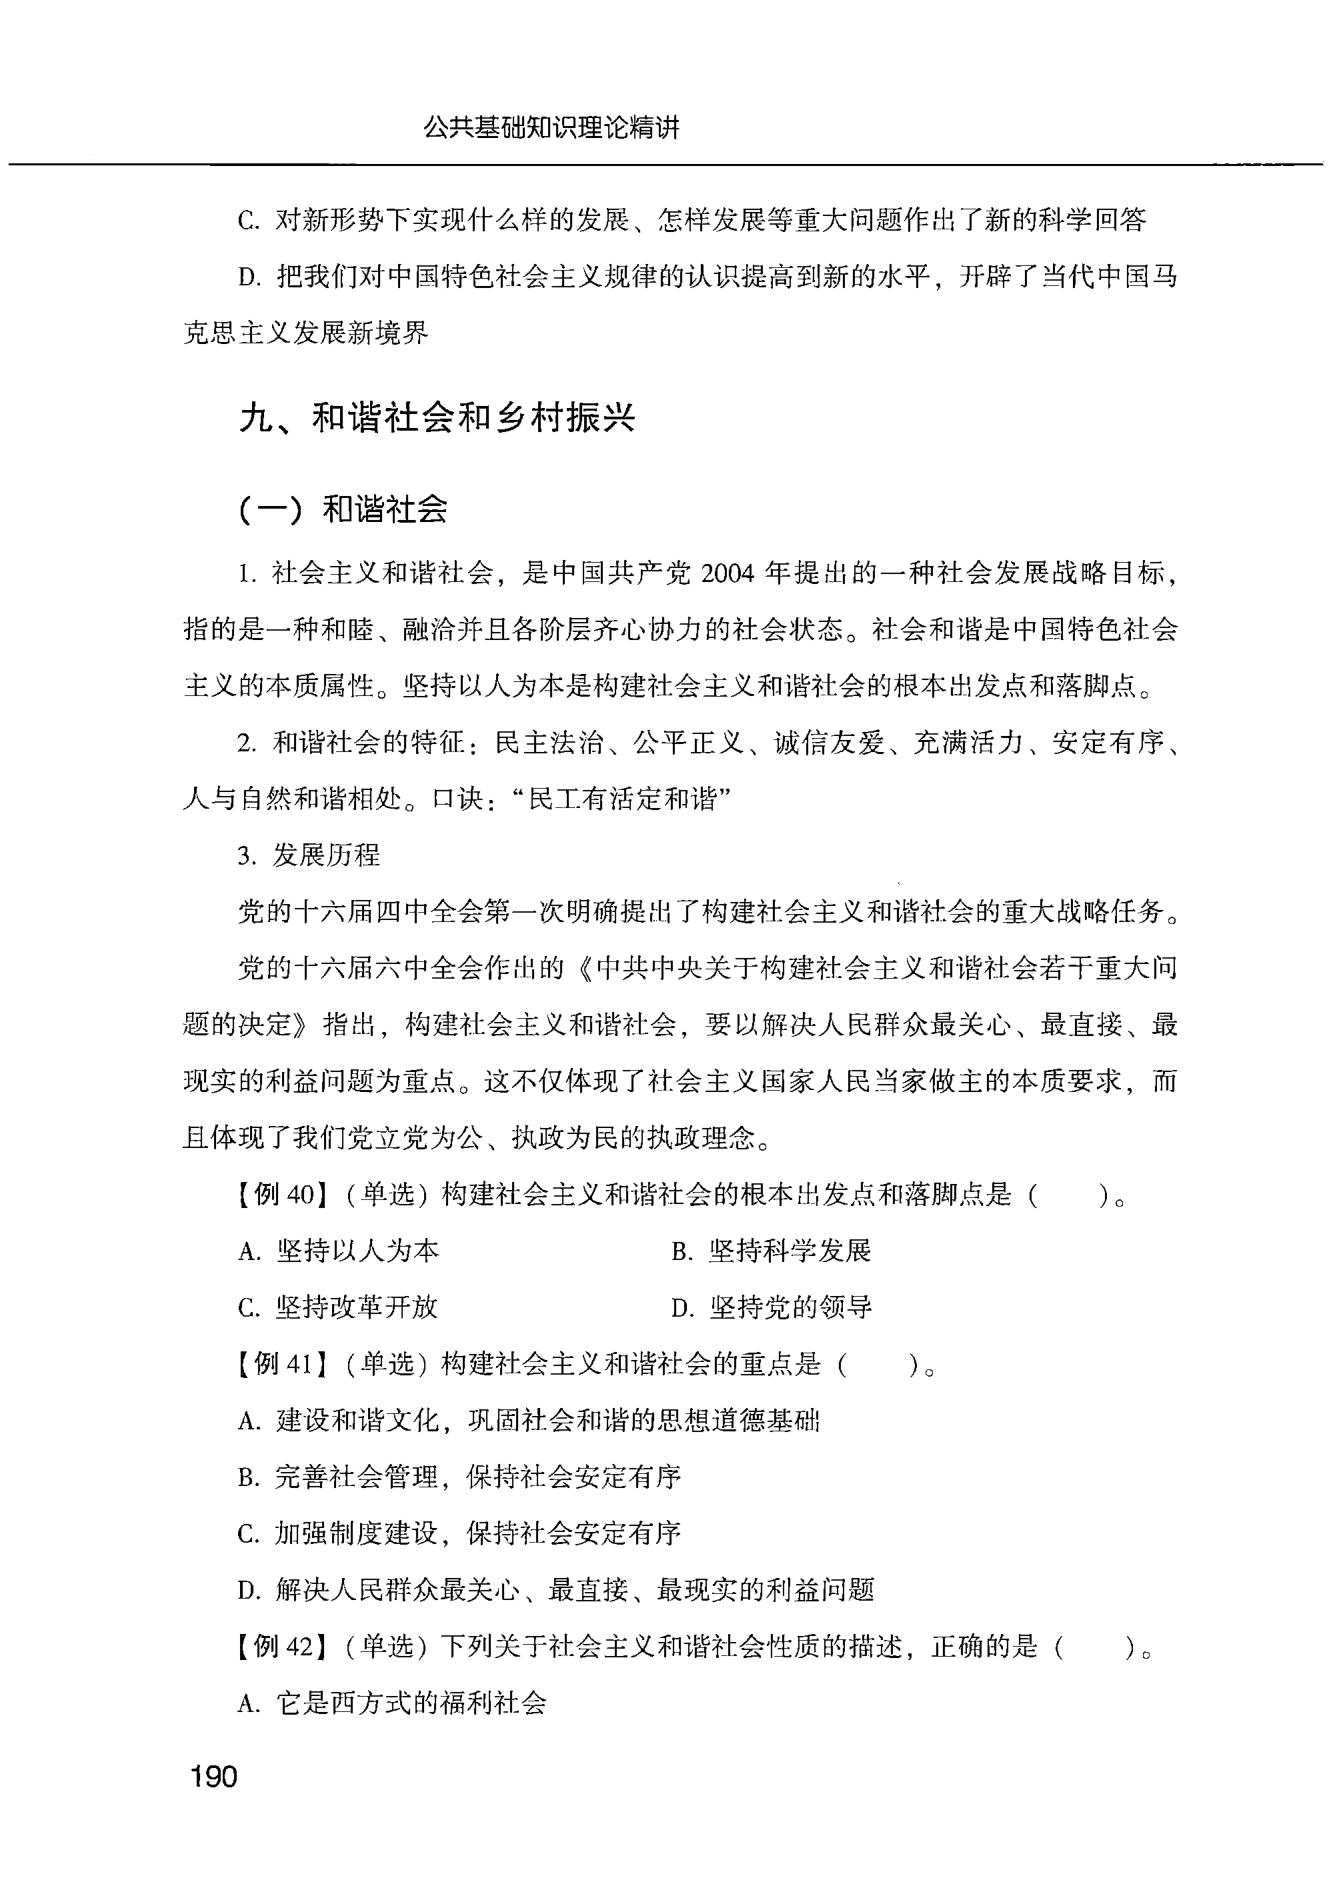 公共基础知识理论精讲
C. 对新形势下实现什么样的发展、怎样发展等重大问题作出了新的科学回答
D. 把我们对中国特色社会主义规律的认识提高到新的水平，开辟了当代中国马
克思主义发展新境界
九、和谐社会和乡村振兴
（一）和谐社会
1. 社会主义和谐社会，是中国共产党 2004 年提出的一种社会发展战略目标，
指的是一种和睦、融洽并且各阶层齐心协力的社会状态。社会和谐是中国特色社会
主义的本质属性。坚持以人为本是构建社会主义和谐社会的根本出发点和落脚点。
2. 和谐社会的特征：民主法治、公平正义、诚信友爱、充满活力、安定有序、
人与自然和谐相处。口诀：“民工有活定和谐”
3. 发展历程
党的十六届四中全会第一次明确提出了构建社会主义和谐社会的重大战略任务。
党的十六届六中全会作出的《中共中央关于构建社会主义和谐社会若干重大问
题的决定》指出，构建社会主义和谐社会，要以解决人民群众最关心、最直接、最
现实的利益问题为重点。这不仅体现了社会主义国家人民当家做主的本质要求，而
且体现了我们党立党为公、执政为民的执政理念。
【例 40】（单选）构建社会主义和谐社会的根本出发点和落脚点是（　　）。
A. 坚持以人为本　　B. 坚持科学发展
C. 坚持改革开放　　D. 坚持党的领导
【例 41】（单选）构建社会主义和谐社会的重点是（　　）。
A. 建设和谐文化，巩固社会和谐的思想道德基础
B. 完善社会管理，保持社会安定有序
C. 加强制度建设，保持社会安定有序
D. 解决人民群众最关心、最直接、最现实的利益问题
【例 42】（单选）下列关于社会主义和谐社会性质的描述，正确的是（　　）。
A. 它是西方式的福利社会
190